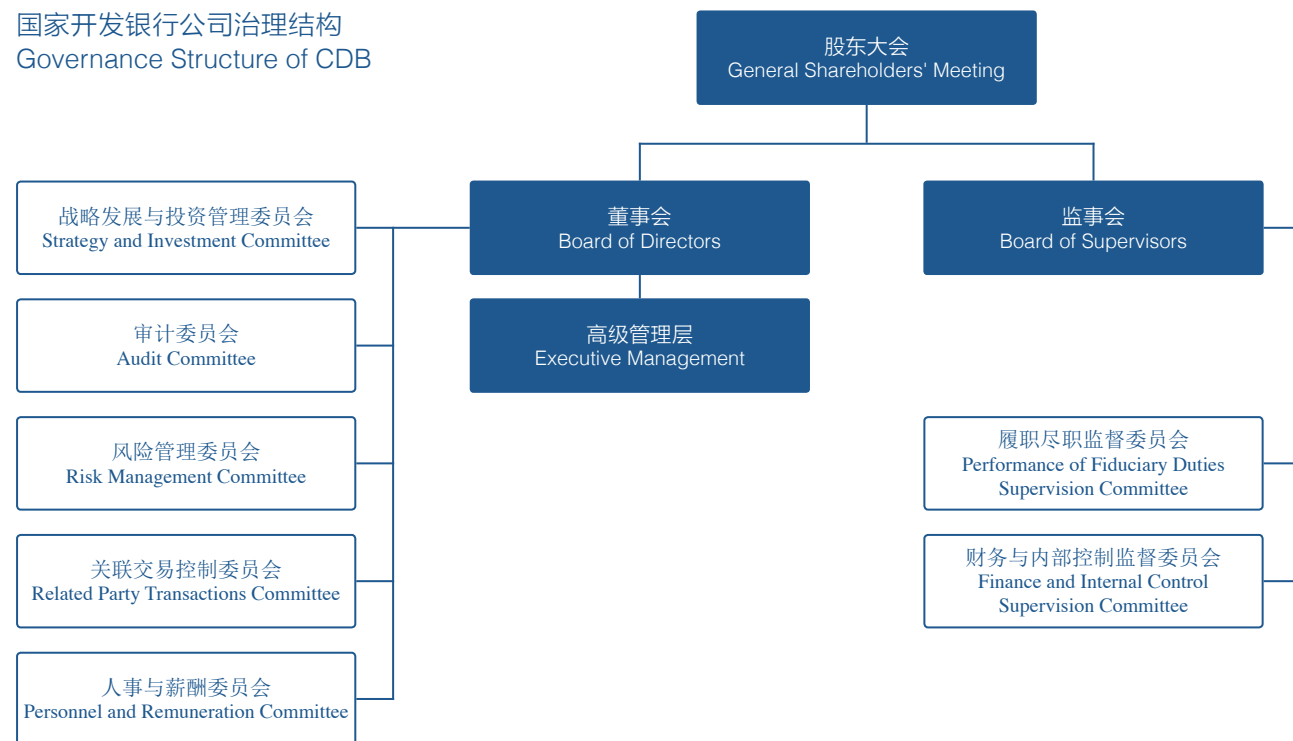 国家开发银行公司治理结构
Governance Structure of CDB
股东大会
General Shareholders' Meeting
董事会
Board of Directors
监事会
Board of Supervisors
高级管理层
Executive Management
战略发展与投资管理委员会
Strategy and Investment Committee
审计委员会
Audit Committee
风险管理委员会
Risk Management Committee
关联交易控制委员会
Related Party Transactions Committee
人事与薪酬委员会
Personnel and Remuneration Committee
履职尽职监督委员会
Performance of Fiduciary Duties
Supervision Committee
财务与内部控制监督委员会
Finance and Internal Control
Supervision Committee